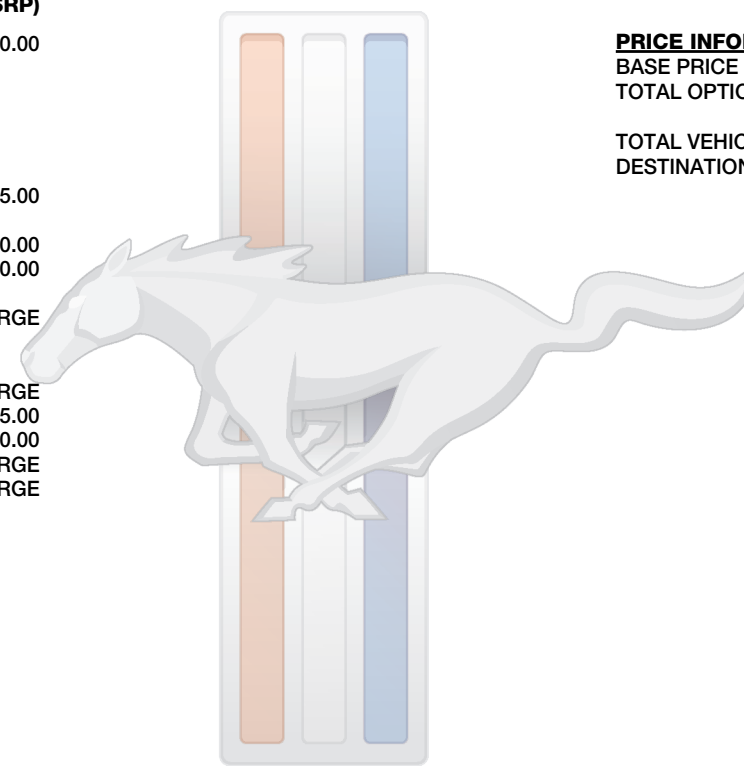 SRP)
0.00
5.00
0.00
0.00
RGE
RGE
5.00
0.00
RGE
RGE
PRICE INFO
BASE PRICE
TOTAL OPTIO
TOTAL VEHIC
DESTINATION